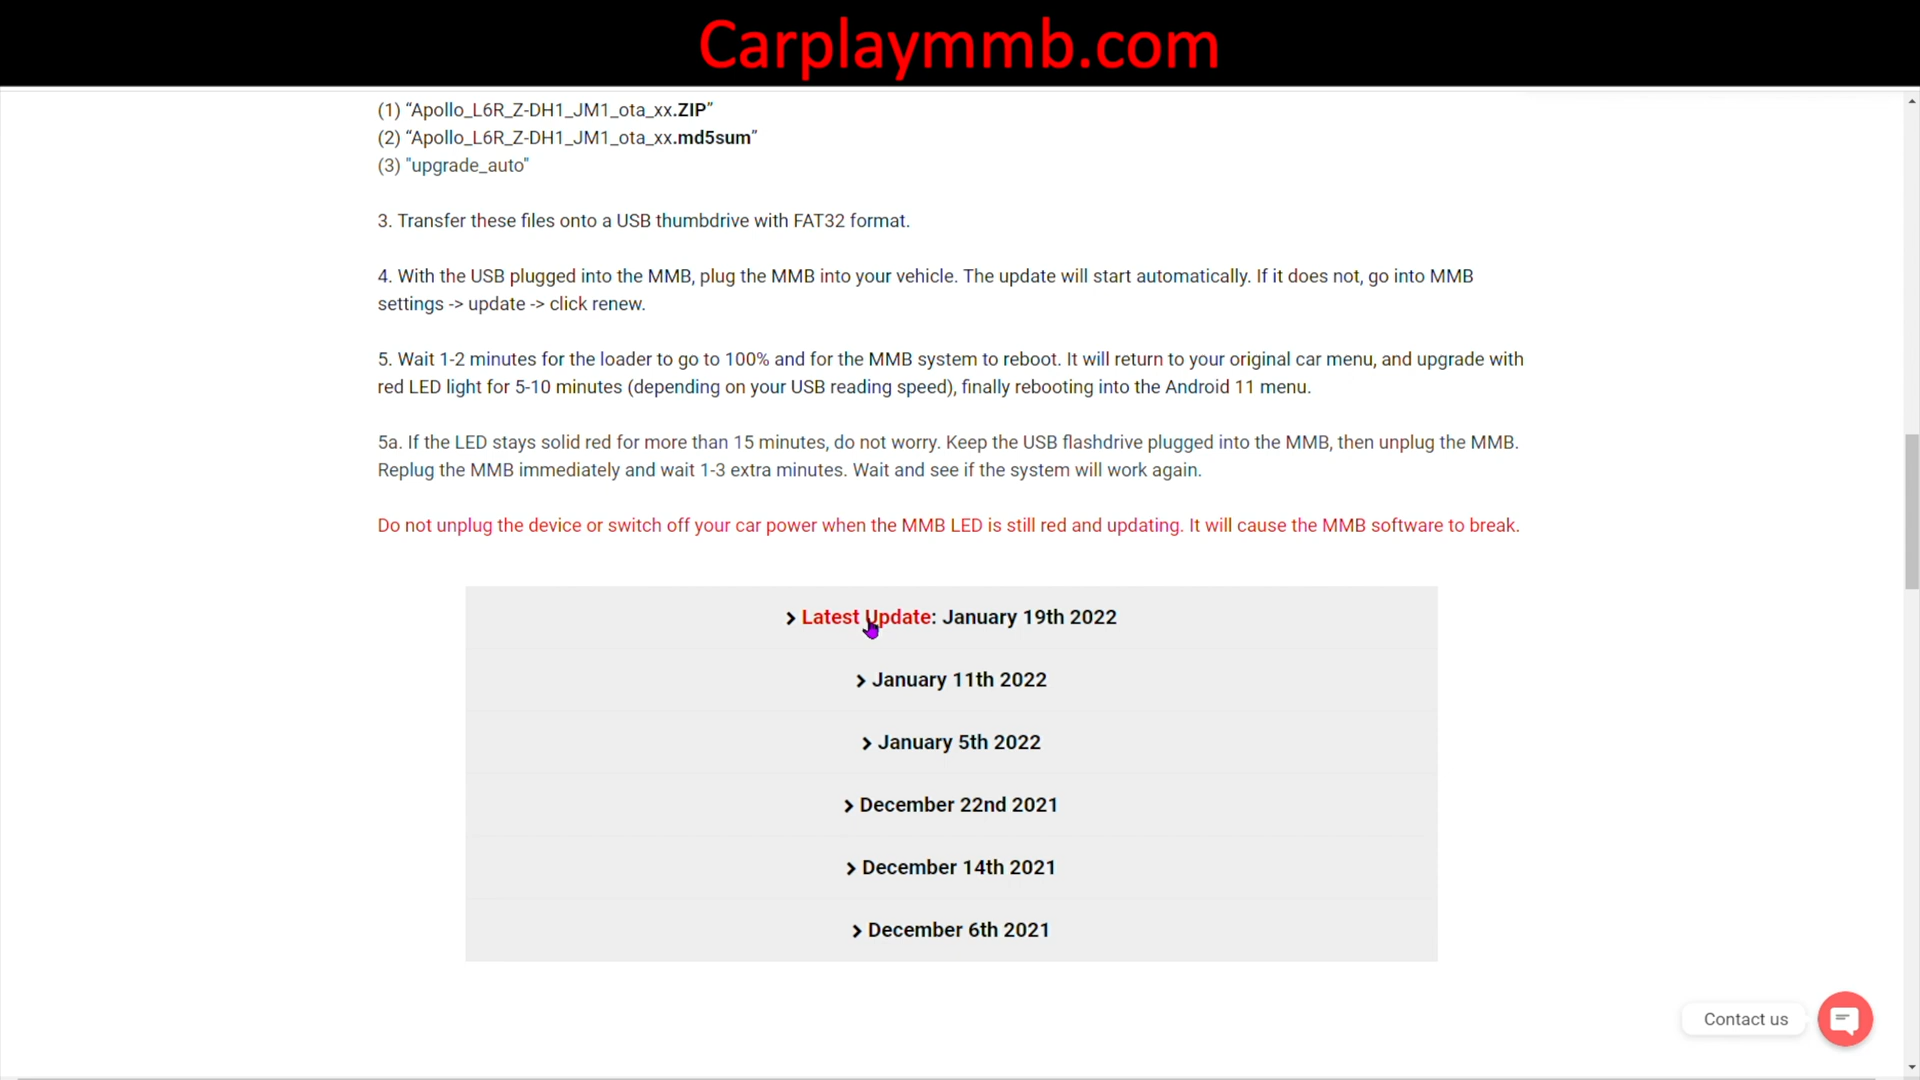 Carplaymmb.com
(1) “Apollo_L6R_Z-DH1_JM1_ota_xx.ZIP”
(2) “Apollo_L6R_Z-DH1_JM1_ota_xx.md5sum”
(3) "upgrade_auto"
3. Transfer these files onto a USB thumbdrive with FAT32 format.
4. With the USB plugged into the MMB, plug the MMB into your vehicle. The update will start automatically. If it does not, go into MMB
settings -> update -> click renew.
5. Wait 1-2 minutes for the loader to go to 100% and for the MMB system to reboot. It will return to your original car menu, and upgrade with
red LED light for 5-10 minutes (depending on your USB reading speed), finally rebooting into the Android 11 menu.
5a. If the LED stays solid red for more than 15 minutes, do not worry. Keep the USB flashdrive plugged into the MMB, then unplug the MMB.
Replug the MMB immediately and wait 1-3 extra minutes. Wait and see if the system will work again.
Do not unplug the device or switch off your car power when the MMB LED is still red and updating. It will cause the MMB software to break.
Latest Update: January 19th 2022
January 11th 2022
January 5th 2022
December 22nd 2021
December 14th 2021
December 6th 2021
Contact us